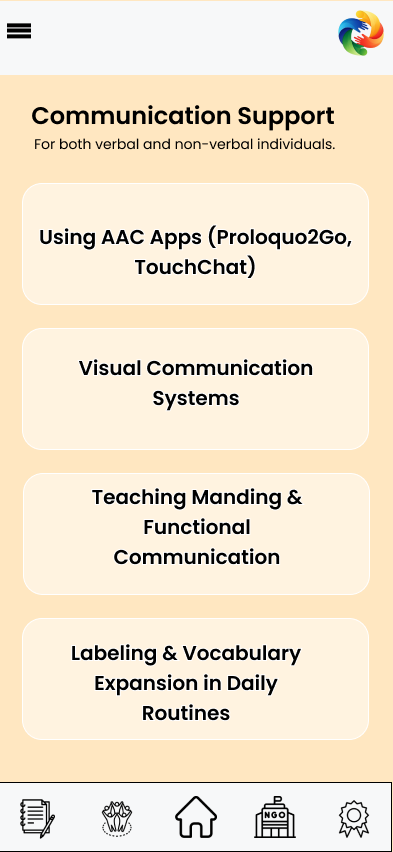 Communication Support
For both verbal and non-verbal individuals.
Using AAC Apps (Proloquo2Go,
TouchChat)
Visual Communication
Systems
Teaching Manding &
Functional
Communication
Labeling & Vocabulary
Expansion in Daily
Routines
NGO